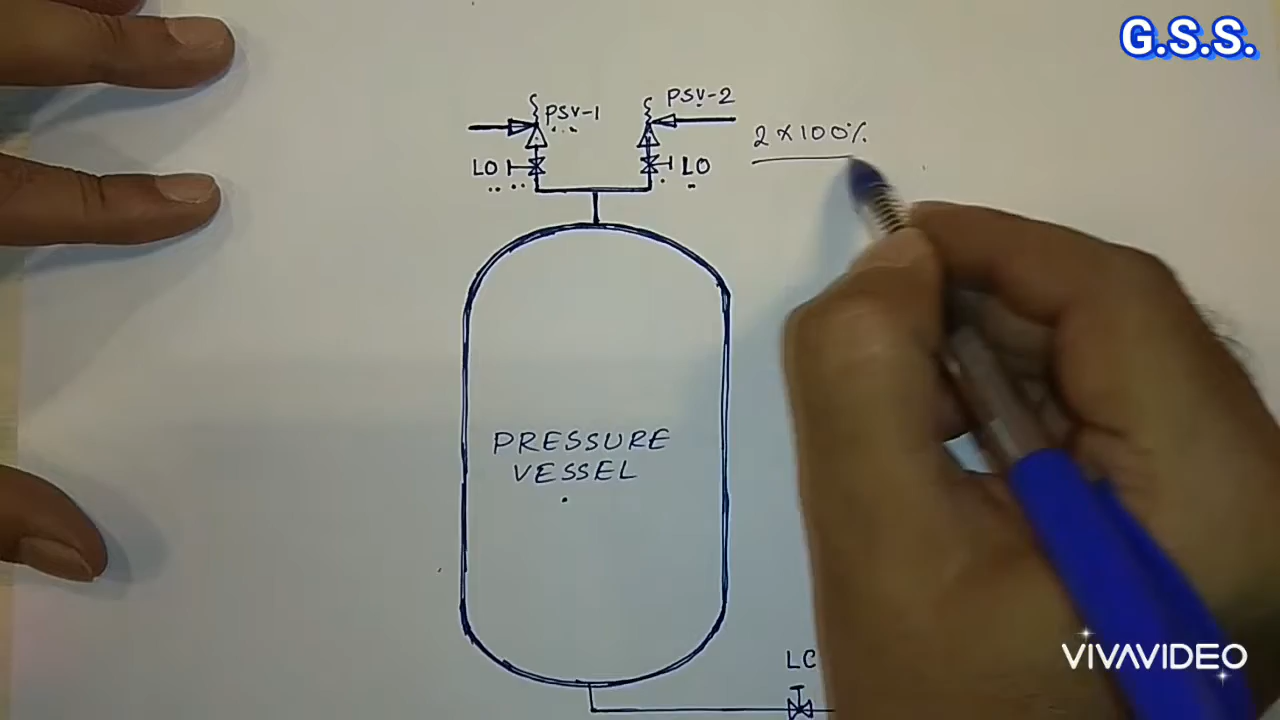 G.S.S.
PSV-1
PSV-2
2 X 100%
LO
LO
PRESSURE
VESSEL
LC
VIVAVIDEO